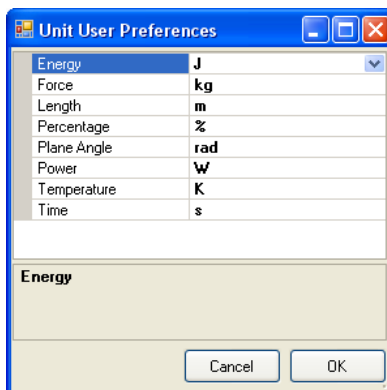 Unit User Preferences
Energy J
Force kg
Length m
Percentage %
Plane Angle rad
Power W
Temperature K
Time s
Energy
Cancel OK